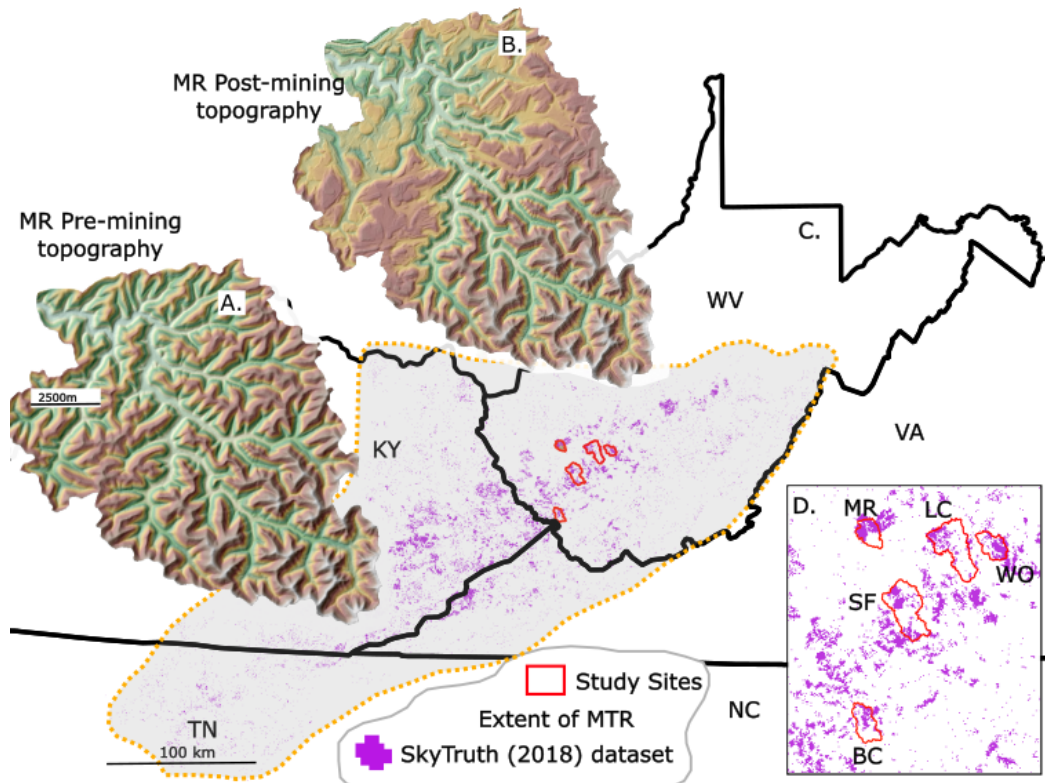 B.
MR Post-mining
topography
MR Pre-mining
topography
A.
2500m
C.
WV
KY
VA
D.
MR
LC
WO
SF
BC
Study Sites
Extent of MTR
SkyTruth (2018) dataset
NC
TN
100 km